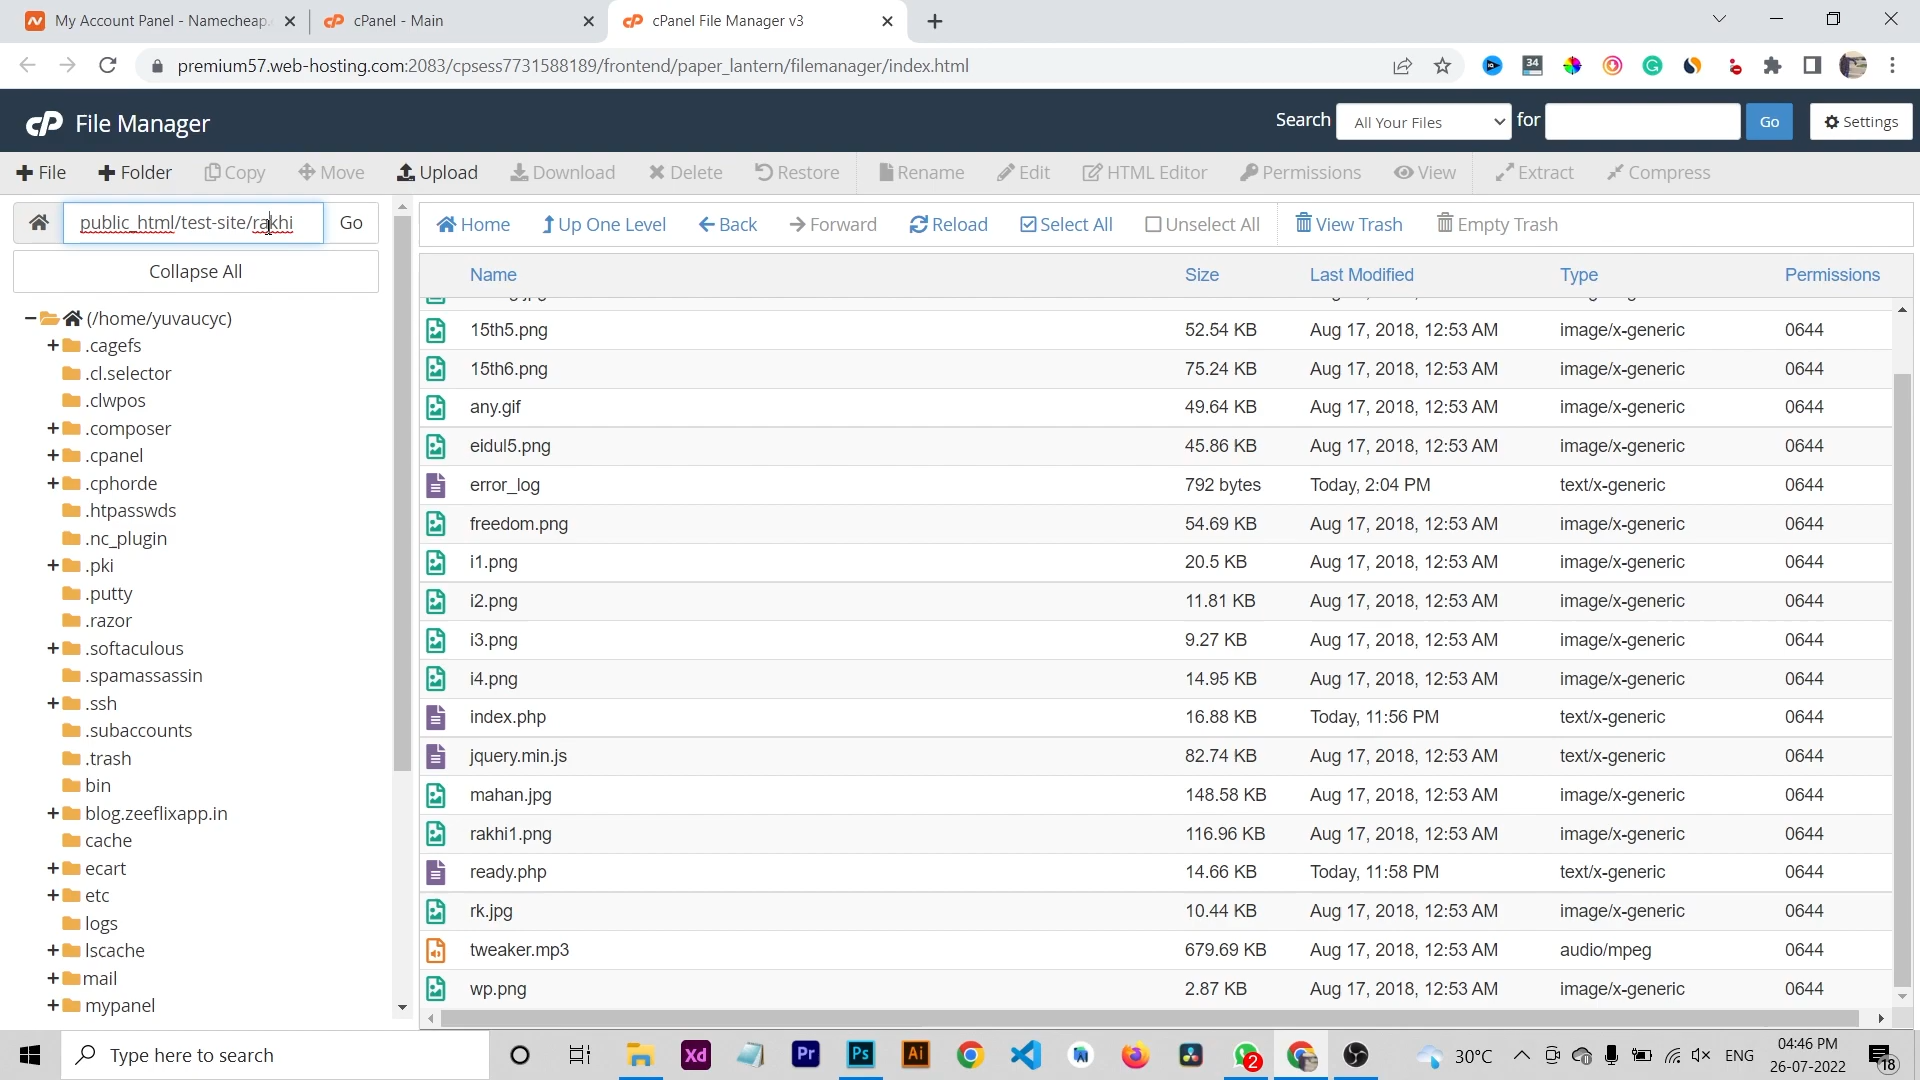 My Account Panel - Namecheap.
cPanel - Main
cPanel File Manager v3
premium57.web-hosting.com:2083/cpsess7731588189/frontend/paper_lantern/filemanager/index.html
34
cP File Manager
Search
All Your Files
for
Go
Settings
File
Folder
Copy
Move
Upload
Download
Delete
Restore
Rename
Edit
HTML Editor
Permissions
View
Extract
Compress
public_html/test-site/rakhi
Go
Home
Up One Level
Back
Forward
Reload
Select All
Unselect All
View Trash
Empty Trash
Collapse All
Name Size Last Modified Type Permissions
(/home/yuvaucyc)
.cagefs
.cl.selector
.clwpos
.composer
.cpanel
.cphorde
.htpasswds
.nc_plugin
.pki
.putty
.razor
.softaculous
.spamassassin
.ssh
.subaccounts
.trash
bin
blog.zeeflixapp.in
cache
ecart
etc
logs
lscache
mail
mypanel
15th5.png 52.54 KB Aug 17, 2018, 12:53 AM image/x-generic 0644
15th6.png 75.24 KB Aug 17, 2018, 12:53 AM image/x-generic 0644
any.gif 49.64 KB Aug 17, 2018, 12:53 AM image/x-generic 0644
eidul5.png 45.86 KB Aug 17, 2018, 12:53 AM image/x-generic 0644
error_log 792 bytes Today, 2:04 PM text/x-generic 0644
freedom.png 54.69 KB Aug 17, 2018, 12:53 AM image/x-generic 0644
i1.png 20.5 KB Aug 17, 2018, 12:53 AM image/x-generic 0644
i2.png 11.81 KB Aug 17, 2018, 12:53 AM image/x-generic 0644
i3.png 9.27 KB Aug 17, 2018, 12:53 AM image/x-generic 0644
i4.png 14.95 KB Aug 17, 2018, 12:53 AM image/x-generic 0644
index.php 16.88 KB Today, 11:56 PM text/x-generic 0644
jquery.min.js 82.74 KB Aug 17, 2018, 12:53 AM text/x-generic 0644
mahan.jpg 148.58 KB Aug 17, 2018, 12:53 AM image/x-generic 0644
rakhi1.png 116.96 KB Aug 17, 2018, 12:53 AM image/x-generic 0644
ready.php 14.66 KB Today, 11:58 PM text/x-generic 0644
rk.jpg 10.44 KB Aug 17, 2018, 12:53 AM image/x-generic 0644
tweaker.mp3 679.69 KB Aug 17, 2018, 12:53 AM audio/mpeg 0644
wp.png 2.87 KB Aug 17, 2018, 12:53 AM image/x-generic 0644
Type here to search
Xd
Pr
Ps
Ai
2
30°C
ENG
04:46 PM
26-07-2022
18